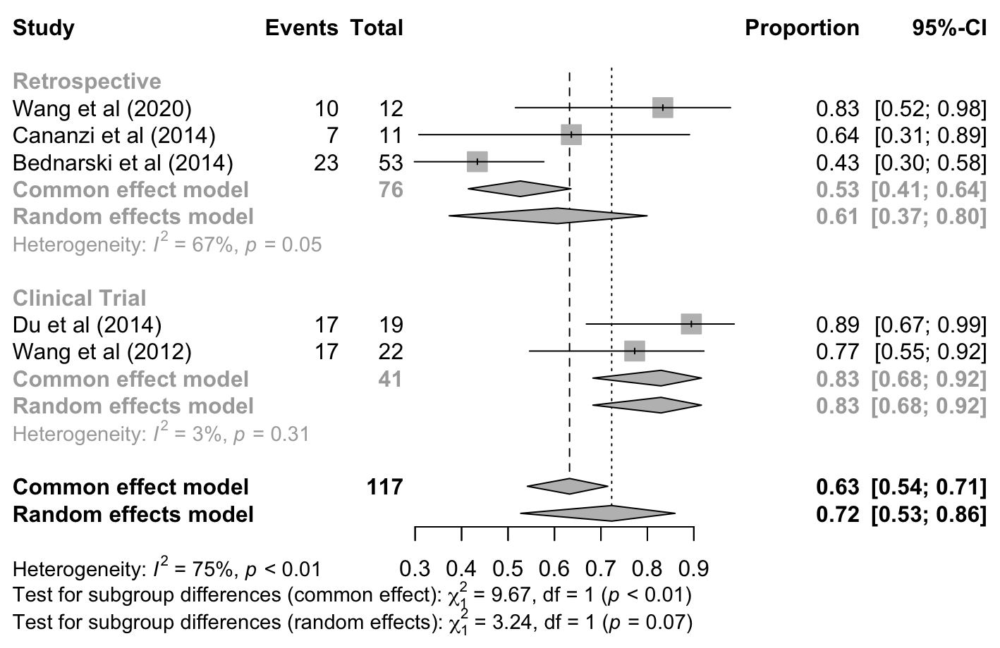 Study Events Total Proportion 95%-CI
Retrospective
Wang et al (2020) 10 12 0.83 [0.52; 0.98]
Cananzi et al (2014) 7 11 0.64 [0.31; 0.89]
Bednarski et al (2014) 23 53 0.43 [0.30; 0.58]
Common effect model 76 0.53 [0.41; 0.64]
Random effects model 0.61 [0.37; 0.80]
Heterogeneity: I² = 67%, p = 0.05
Clinical Trial
Du et al (2014) 17 19 0.89 [0.67; 0.99]
Wang et al (2012) 17 22 0.77 [0.55; 0.92]
Common effect model 41 0.83 [0.68; 0.92]
Random effects model 0.83 [0.68; 0.92]
Heterogeneity: I² = 3%, p = 0.31
Common effect model 117 0.63 [0.54; 0.71]
Random effects model 0.72 [0.53; 0.86]
Heterogeneity: I² = 75%, p < 0.01 0.3 0.4 0.5 0.6 0.7 0.8 0.9
Test for subgroup differences (common effect): χ₁² = 9.67, df = 1 (p < 0.01)
Test for subgroup differences (random effects): χ₁² = 3.24, df = 1 (p = 0.07)